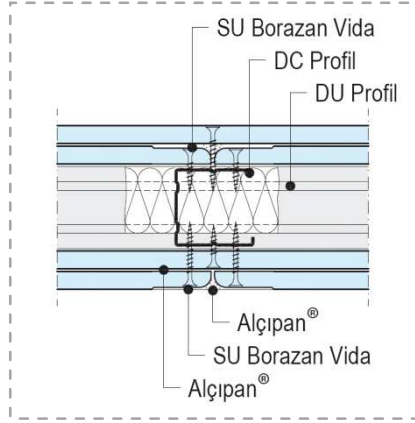 SU Borazan Vida
DC Profil
DU Profil
Alçıpan®
SU Borazan Vida
Alçıpan®